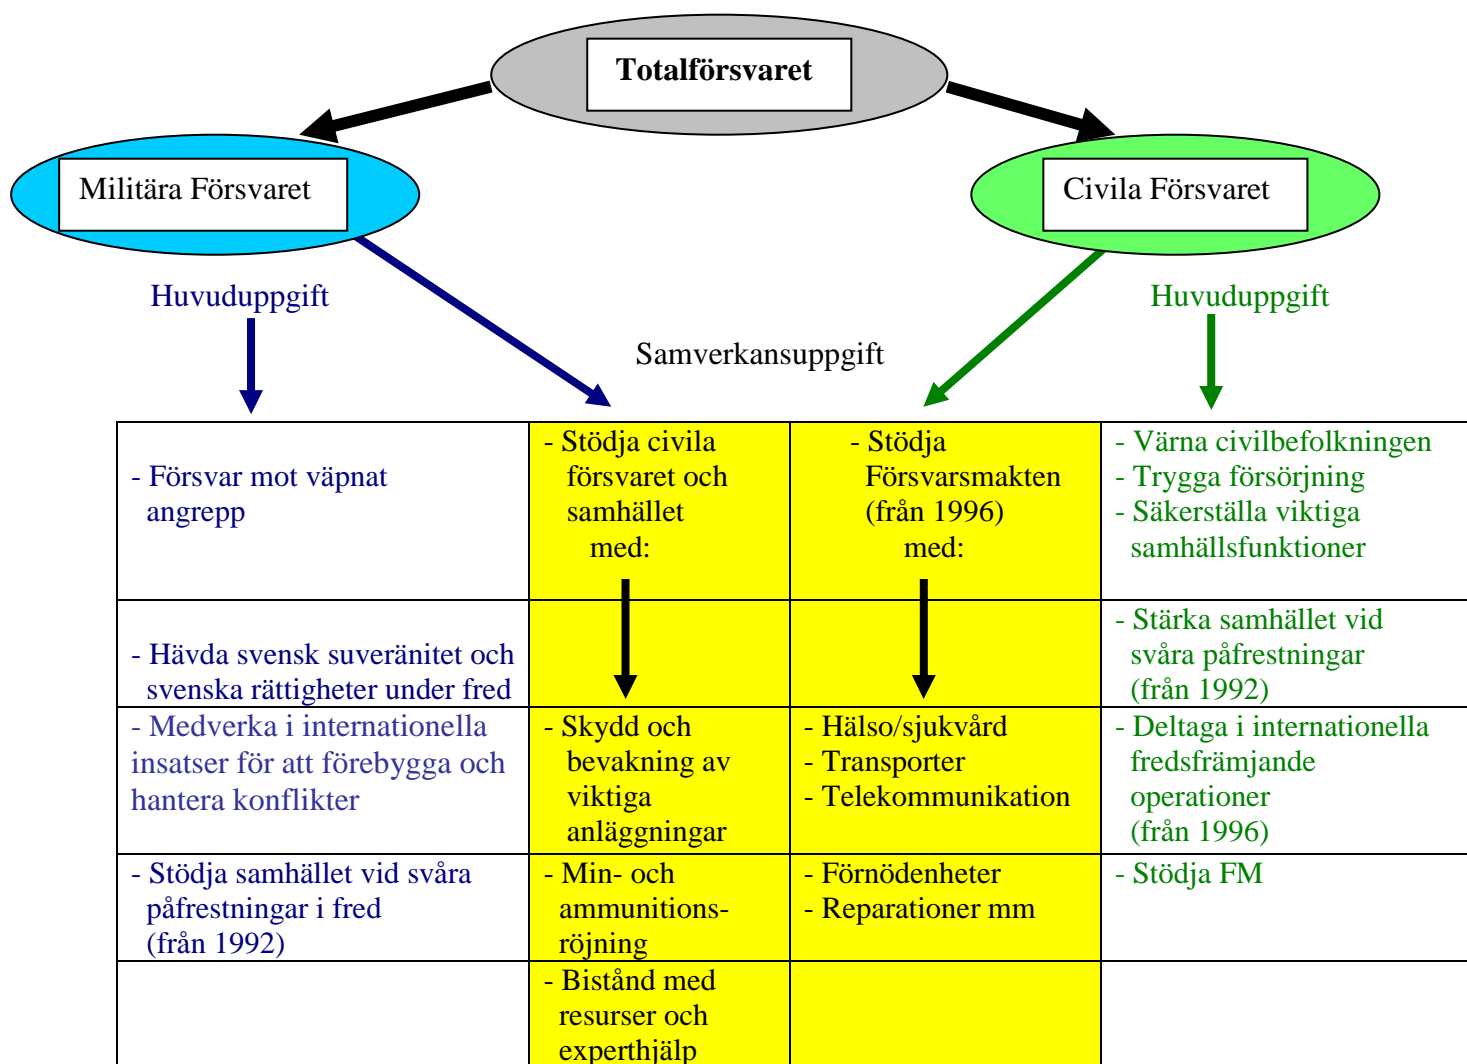 Totalförsvaret
Militära Försvaret
Civila Försvaret
Huvuduppgift
Huvuduppgift
Samverkansuppgift
- Försvar mot väpnat
angrepp
- Stödja civila
försvaret och
samhället
med:
- Stödja
Försvarsmakten
(från 1996)
med:
- Värna civilbefolkningen
- Trygga försörjning
- Säkerställa viktiga
samhällsfunktioner
- Hävda svensk suveränitet och
svenska rättigheter under fred
- Stärka samhället vid
svåra påfrestningar
(från 1992)
- Medverka i internationella
insatser för att förebygga och
hantera konflikter
- Skydd och
bevakning av
viktiga
anläggningar
- Hälso/sjukvård
- Transporter
- Telekommunikation
- Deltaga i internationella
fredsfrämjande
operationer
(från 1996)
- Stödja samhället vid svåra
påfrestningar i fred
(från 1992)
- Min- och
ammunitions-
röjning
- Förnödenheter
- Reparationer mm
- Stödja FM
- Bistånd med
resurser och
experthjälp